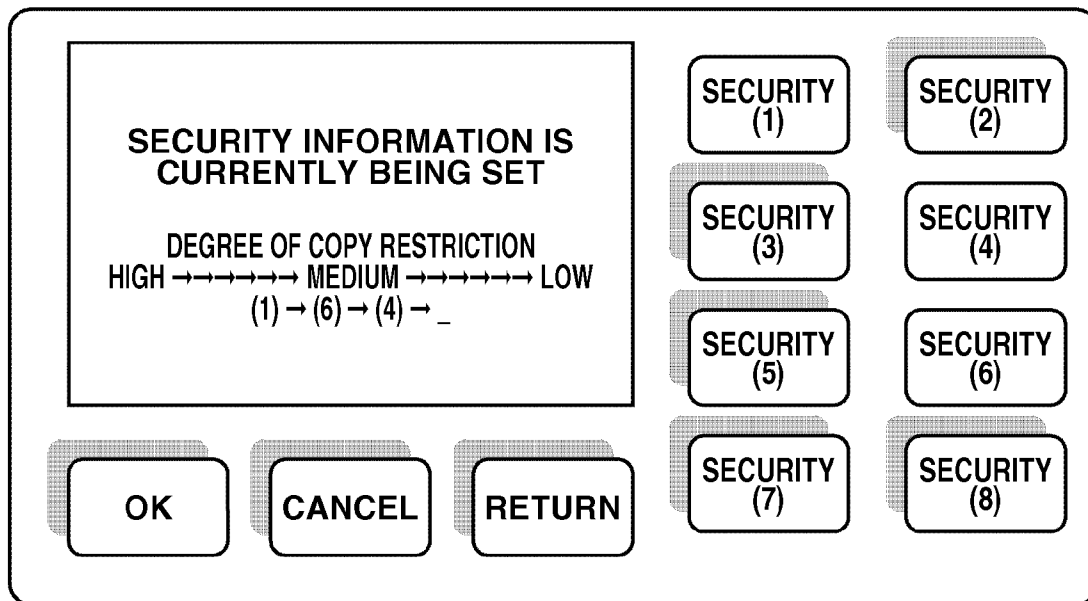 SECURITY INFORMATION IS
CURRENTLY BEING SET
DEGREE OF COPY RESTRICTION
HIGH →→→→→→ MEDIUM →→→→→→ LOW
(1) → (6) → (4) → _
OK
CANCEL
RETURN
SECURITY
(1)
SECURITY
(2)
SECURITY
(3)
SECURITY
(4)
SECURITY
(5)
SECURITY
(6)
SECURITY
(7)
SECURITY
(8)